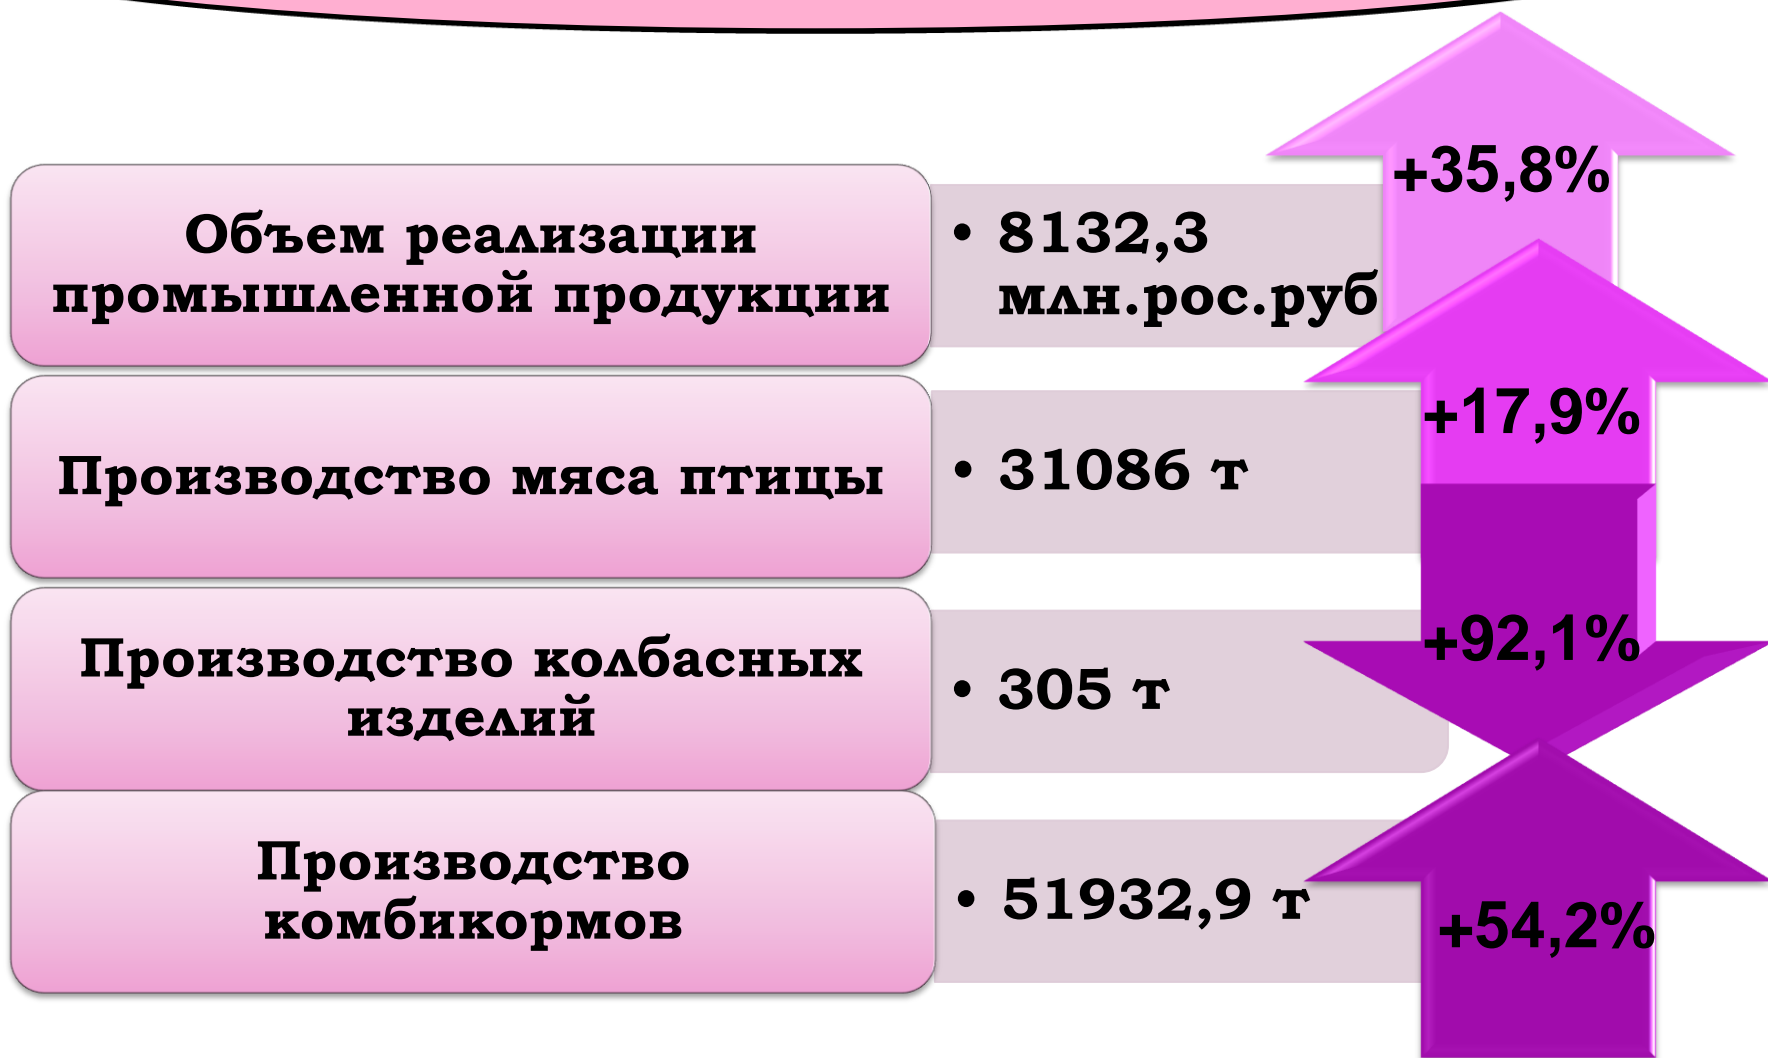 Объем реализации
промышленной продукции
• 8132,3
млн.рос.руб
+35,8%
Производство мяса птицы
• 31086 т
+17,9%
Производство колбасных
изделий
• 305 т
+92,1%
Производство
комбикормов
• 51932,9 т
+54,2%